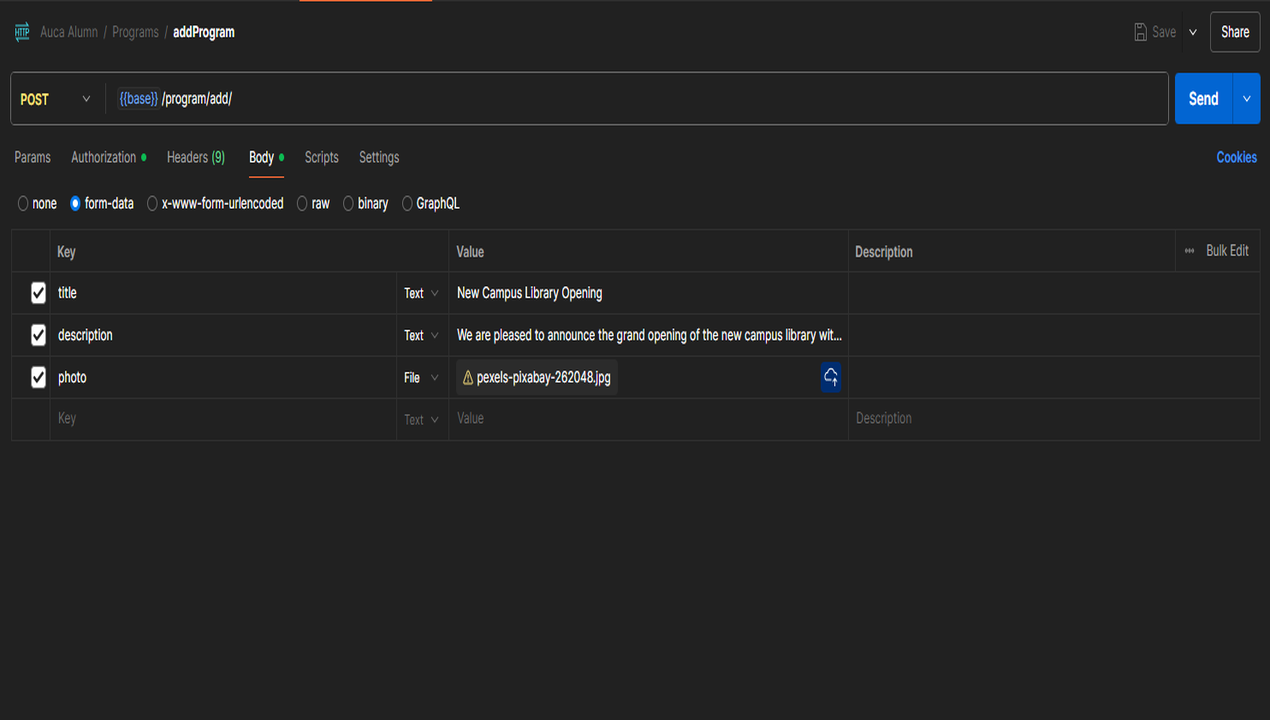 HTTP Auca Alumn / Programs / addProgram Save Share
POST {{base}} /program/add/ Send
Params Authorization Headers (9) Body Scripts Settings Cookies
none form-data x-www-form-urlencoded raw binary GraphQL
Key Value Description Bulk Edit
title Text New Campus Library Opening
description Text We are pleased to announce the grand opening of the new campus library wit...
photo File pexels-pixabay-262048.jpg
Key Text Value Description